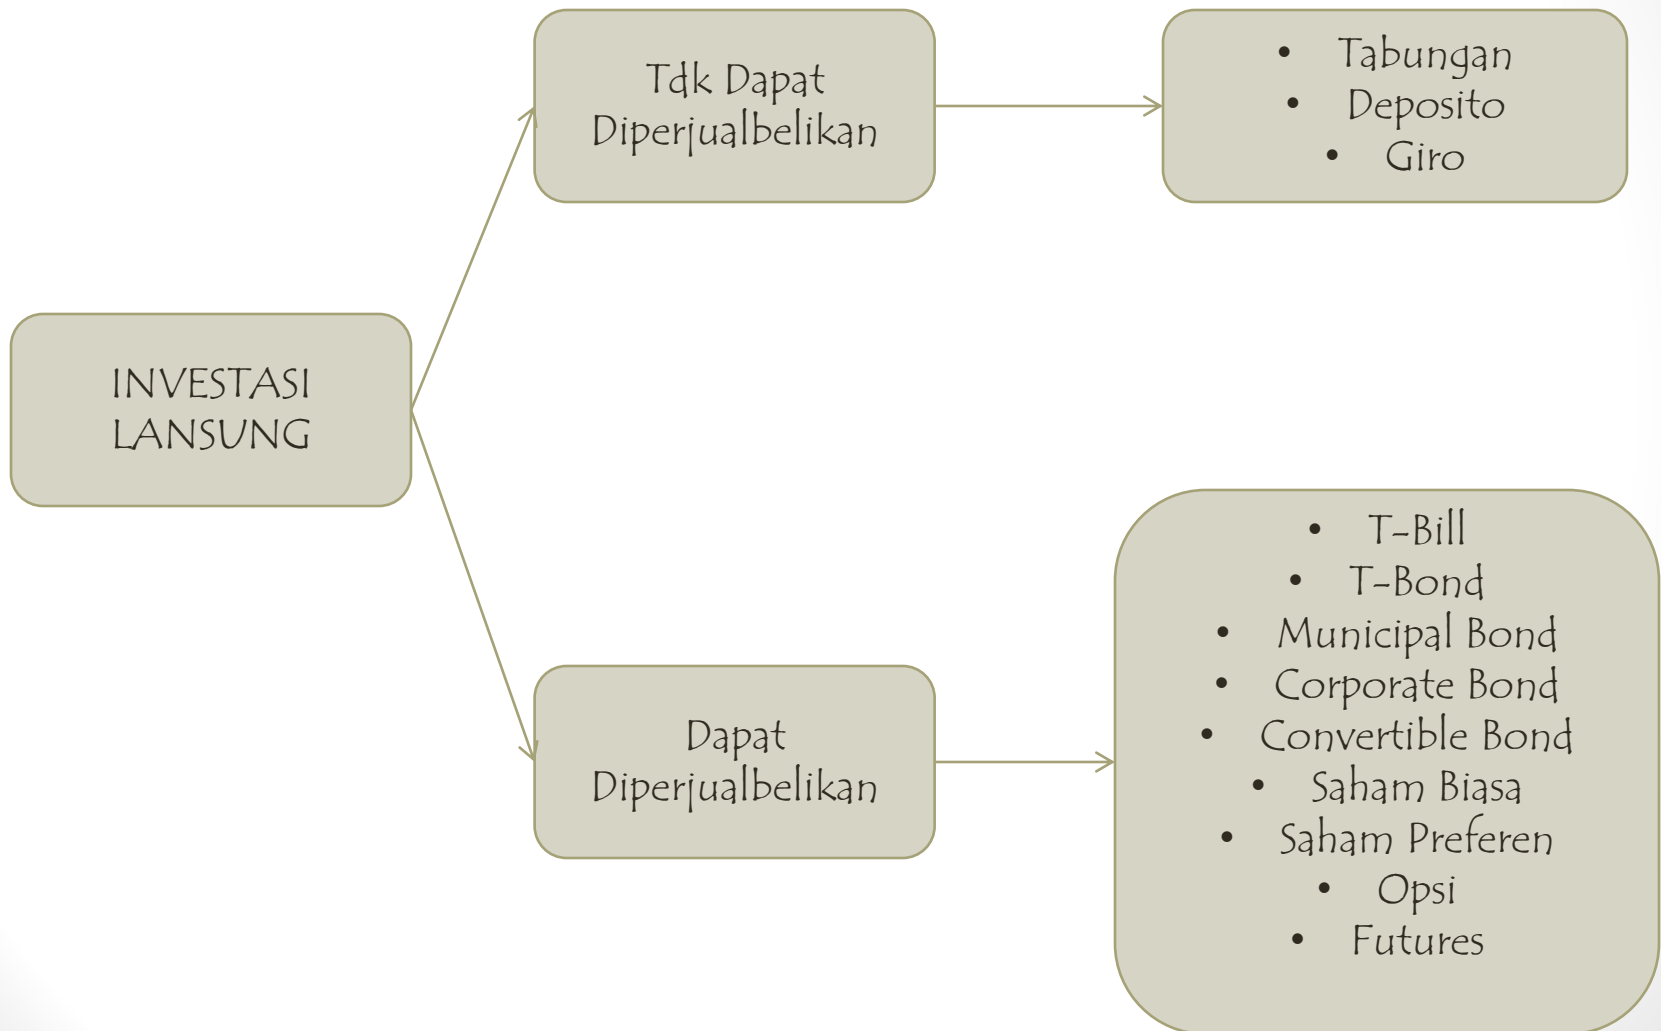 INVESTASI
LANSUNG
Tdk Dapat
Diperjualbelikan
• Tabungan
• Deposito
• Giro
Dapat
Diperjualbelikan
• T-Bill
• T-Bond
• Municipal Bond
• Corporate Bond
• Convertible Bond
• Saham Biasa
• Saham Preferen
• Opsi
• Futures